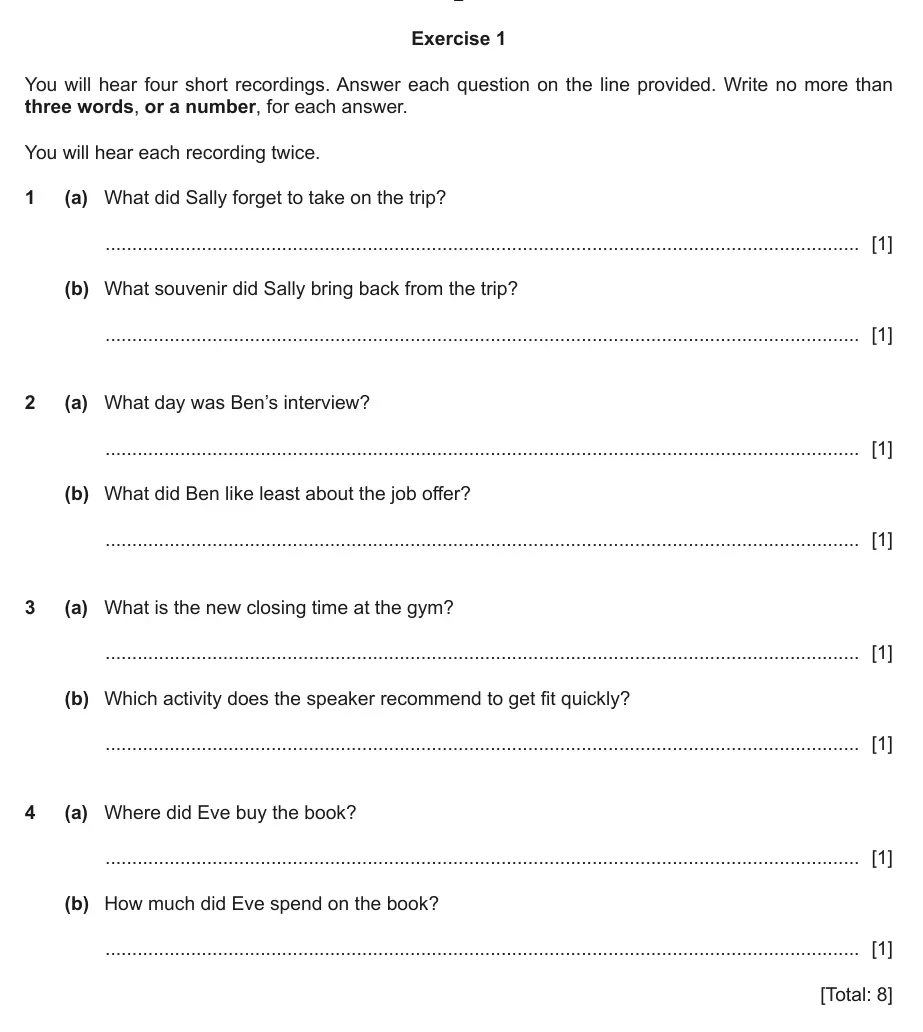 Exercise 1
You will hear four short recordings. Answer each question on the line provided. Write no more than
three words, or a number, for each answer.
You will hear each recording twice.
1 (a) What did Sally forget to take on the trip?
.......................................................................................................................................... [1]
(b) What souvenir did Sally bring back from the trip?
.......................................................................................................................................... [1]
2 (a) What day was Ben’s interview?
.......................................................................................................................................... [1]
(b) What did Ben like least about the job offer?
.......................................................................................................................................... [1]
3 (a) What is the new closing time at the gym?
.......................................................................................................................................... [1]
(b) Which activity does the speaker recommend to get fit quickly?
.......................................................................................................................................... [1]
4 (a) Where did Eve buy the book?
.......................................................................................................................................... [1]
(b) How much did Eve spend on the book?
.......................................................................................................................................... [1]
[Total: 8]